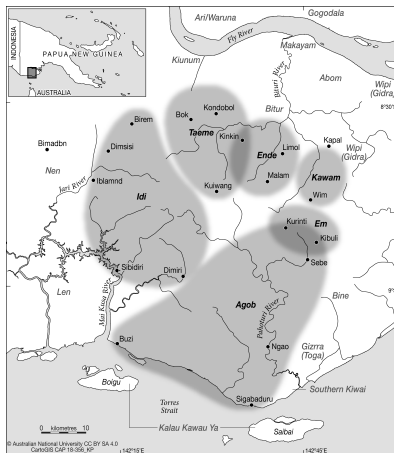 INDONESIA
PAPUA NEW GUINEA
AUSTRALIA
Ari/Waruna
Gogodala
Fly River
Makayam
Kiunum
Bituri River
Abom
Wipi
(Gidra)
8°30'
Kondobol
Bok
Bitur
Birem
Taeme
Kinkin
Kapal
Wipi
(Gidra)
Bimadbn
Dimsisi
Ende
Limol
Nen
Malam
Kawam
Jari River
Iblamnd
Kuiwang
Wim
Idi
Em
Kurinti
Kibuli
Sibidiri
Dimiri
Sebe
Len
Mai Kusa River
Agob
Bine
9°
Pahoturi River
Buzi
Ngao
Gizrra
(Toga)
Boigu
Southern Kiwai
Torres
Strait
Sigabaduru
Kalau Kawau Ya
Saibai
0 kilometres 10
© Australian National University CC BY SA 4.0
CartoGIS CAP 18-356_KP
142°15'E
142°45'E